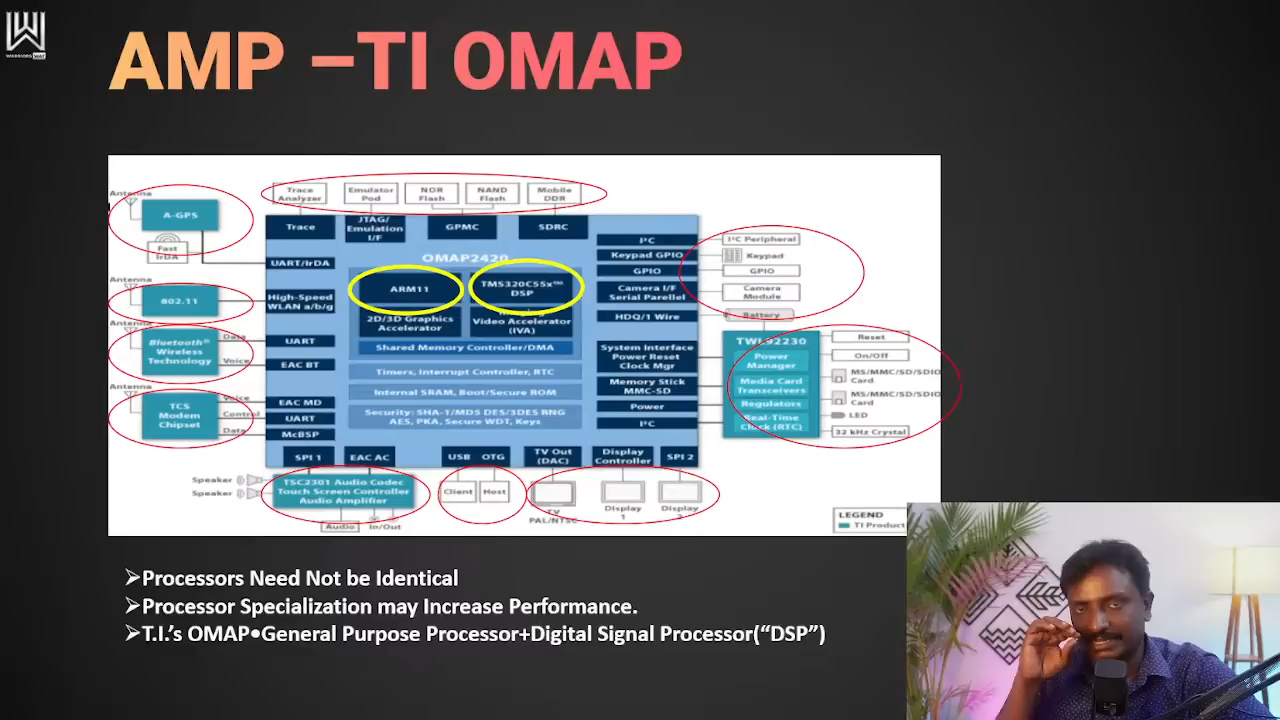 WARRIORS WAY
AMP –TI OMAP
Trace
Analyzer
Emulator
Pod
NOR
Flash
NAND
Flash
Mobile
DDR
Antenna
A-GPS
Fast
IrDA
Antenna
802.11
Antenna
Bluetooth®
Wireless
Technology
Data
Voice
Antenna
TCS
Modem
Chipset
Voice
Control
Data
Trace
JTAG/
Emulation
I/F
GPMC
SDRC
UART/IrDA
High-Speed
WLAN a/b/g
UART
EAC BT
EAC MD
UART
McBSP
OMAP2420
ARM11
TMS320C55x™
DSP
2D/3D Graphics
Accelerator
Video Accelerator
(IVA)
Shared Memory Controller/DMA
Timers, Interrupt Controller, RTC
Internal SRAM, Boot/Secure ROM
Security: SHA-1/MD5 DES/3DES RNG
AES, PKA, Secure WDT, Keys
I²C
Keypad GPIO
GPIO
Camera I/F
Serial Parellel
HDQ/1 Wire
System Interface
Power Reset
Clock Mgr
Memory Stick
MMC-SD
Power
I²C
I²C Peripheral
Keypad
GPIO
Camera
Module
Battery
TWL92230
Power
Manager
Media Card
Transceivers
Regulators
Real-Time
Clock (RTC)
Reset
On/Off
MS/MMC/SD/SDIO
Card
MS/MMC/SD/SDIO
Card
LED
32 kHz Crystal
SPI 1
EAC AC
USB OTG
TV Out
(DAC)
Display
Controller
SPI 2
Speaker
Speaker
TSC2301 Audio Codec
Touch Screen Controller
Audio Amplifier
Audio
In/Out
Client
Host
TV
PAL/NTSC
Display
1
Display
LEGEND
TI Product
➢Processors Need Not be Identical
➢Processor Specialization may Increase Performance.
➢T.I.’s OMAP•General Purpose Processor+Digital Signal Processor(“DSP”)